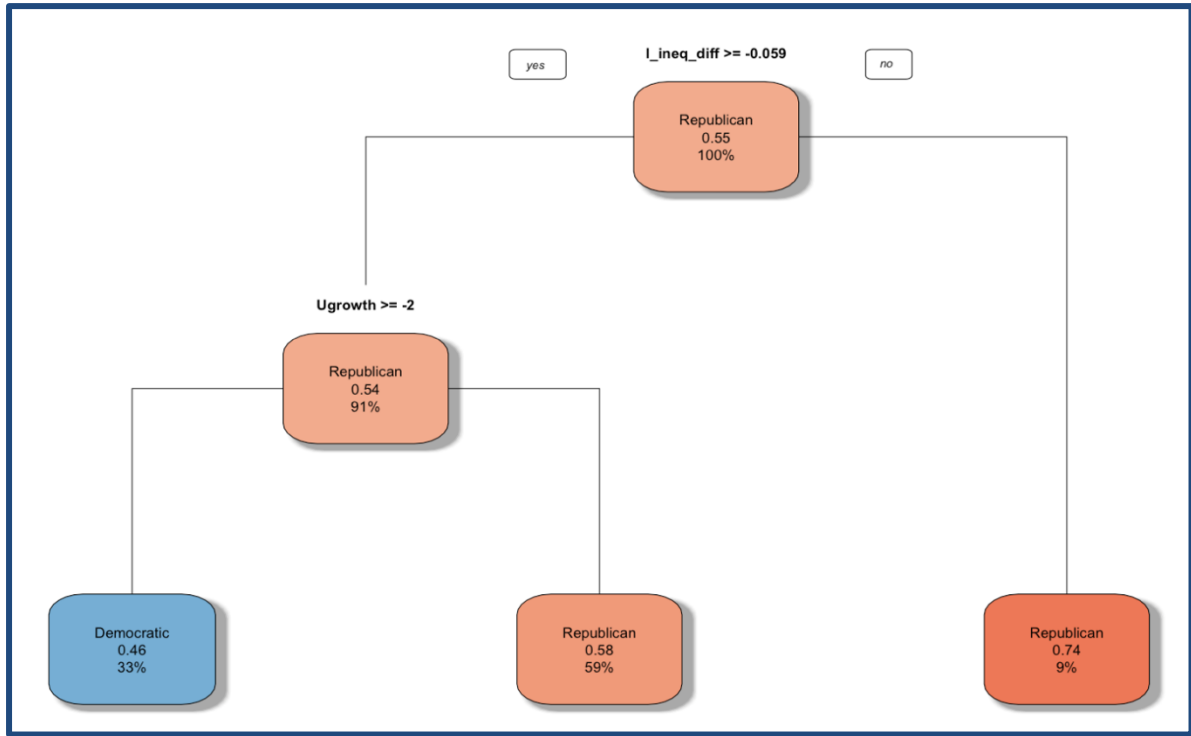 I_ineq_diff >= -0.059
yes
no
Republican
0.55
100%
Ugrowth >= -2
Republican
0.54
91%
Democratic
0.46
33%
Republican
0.58
59%
Republican
0.74
9%